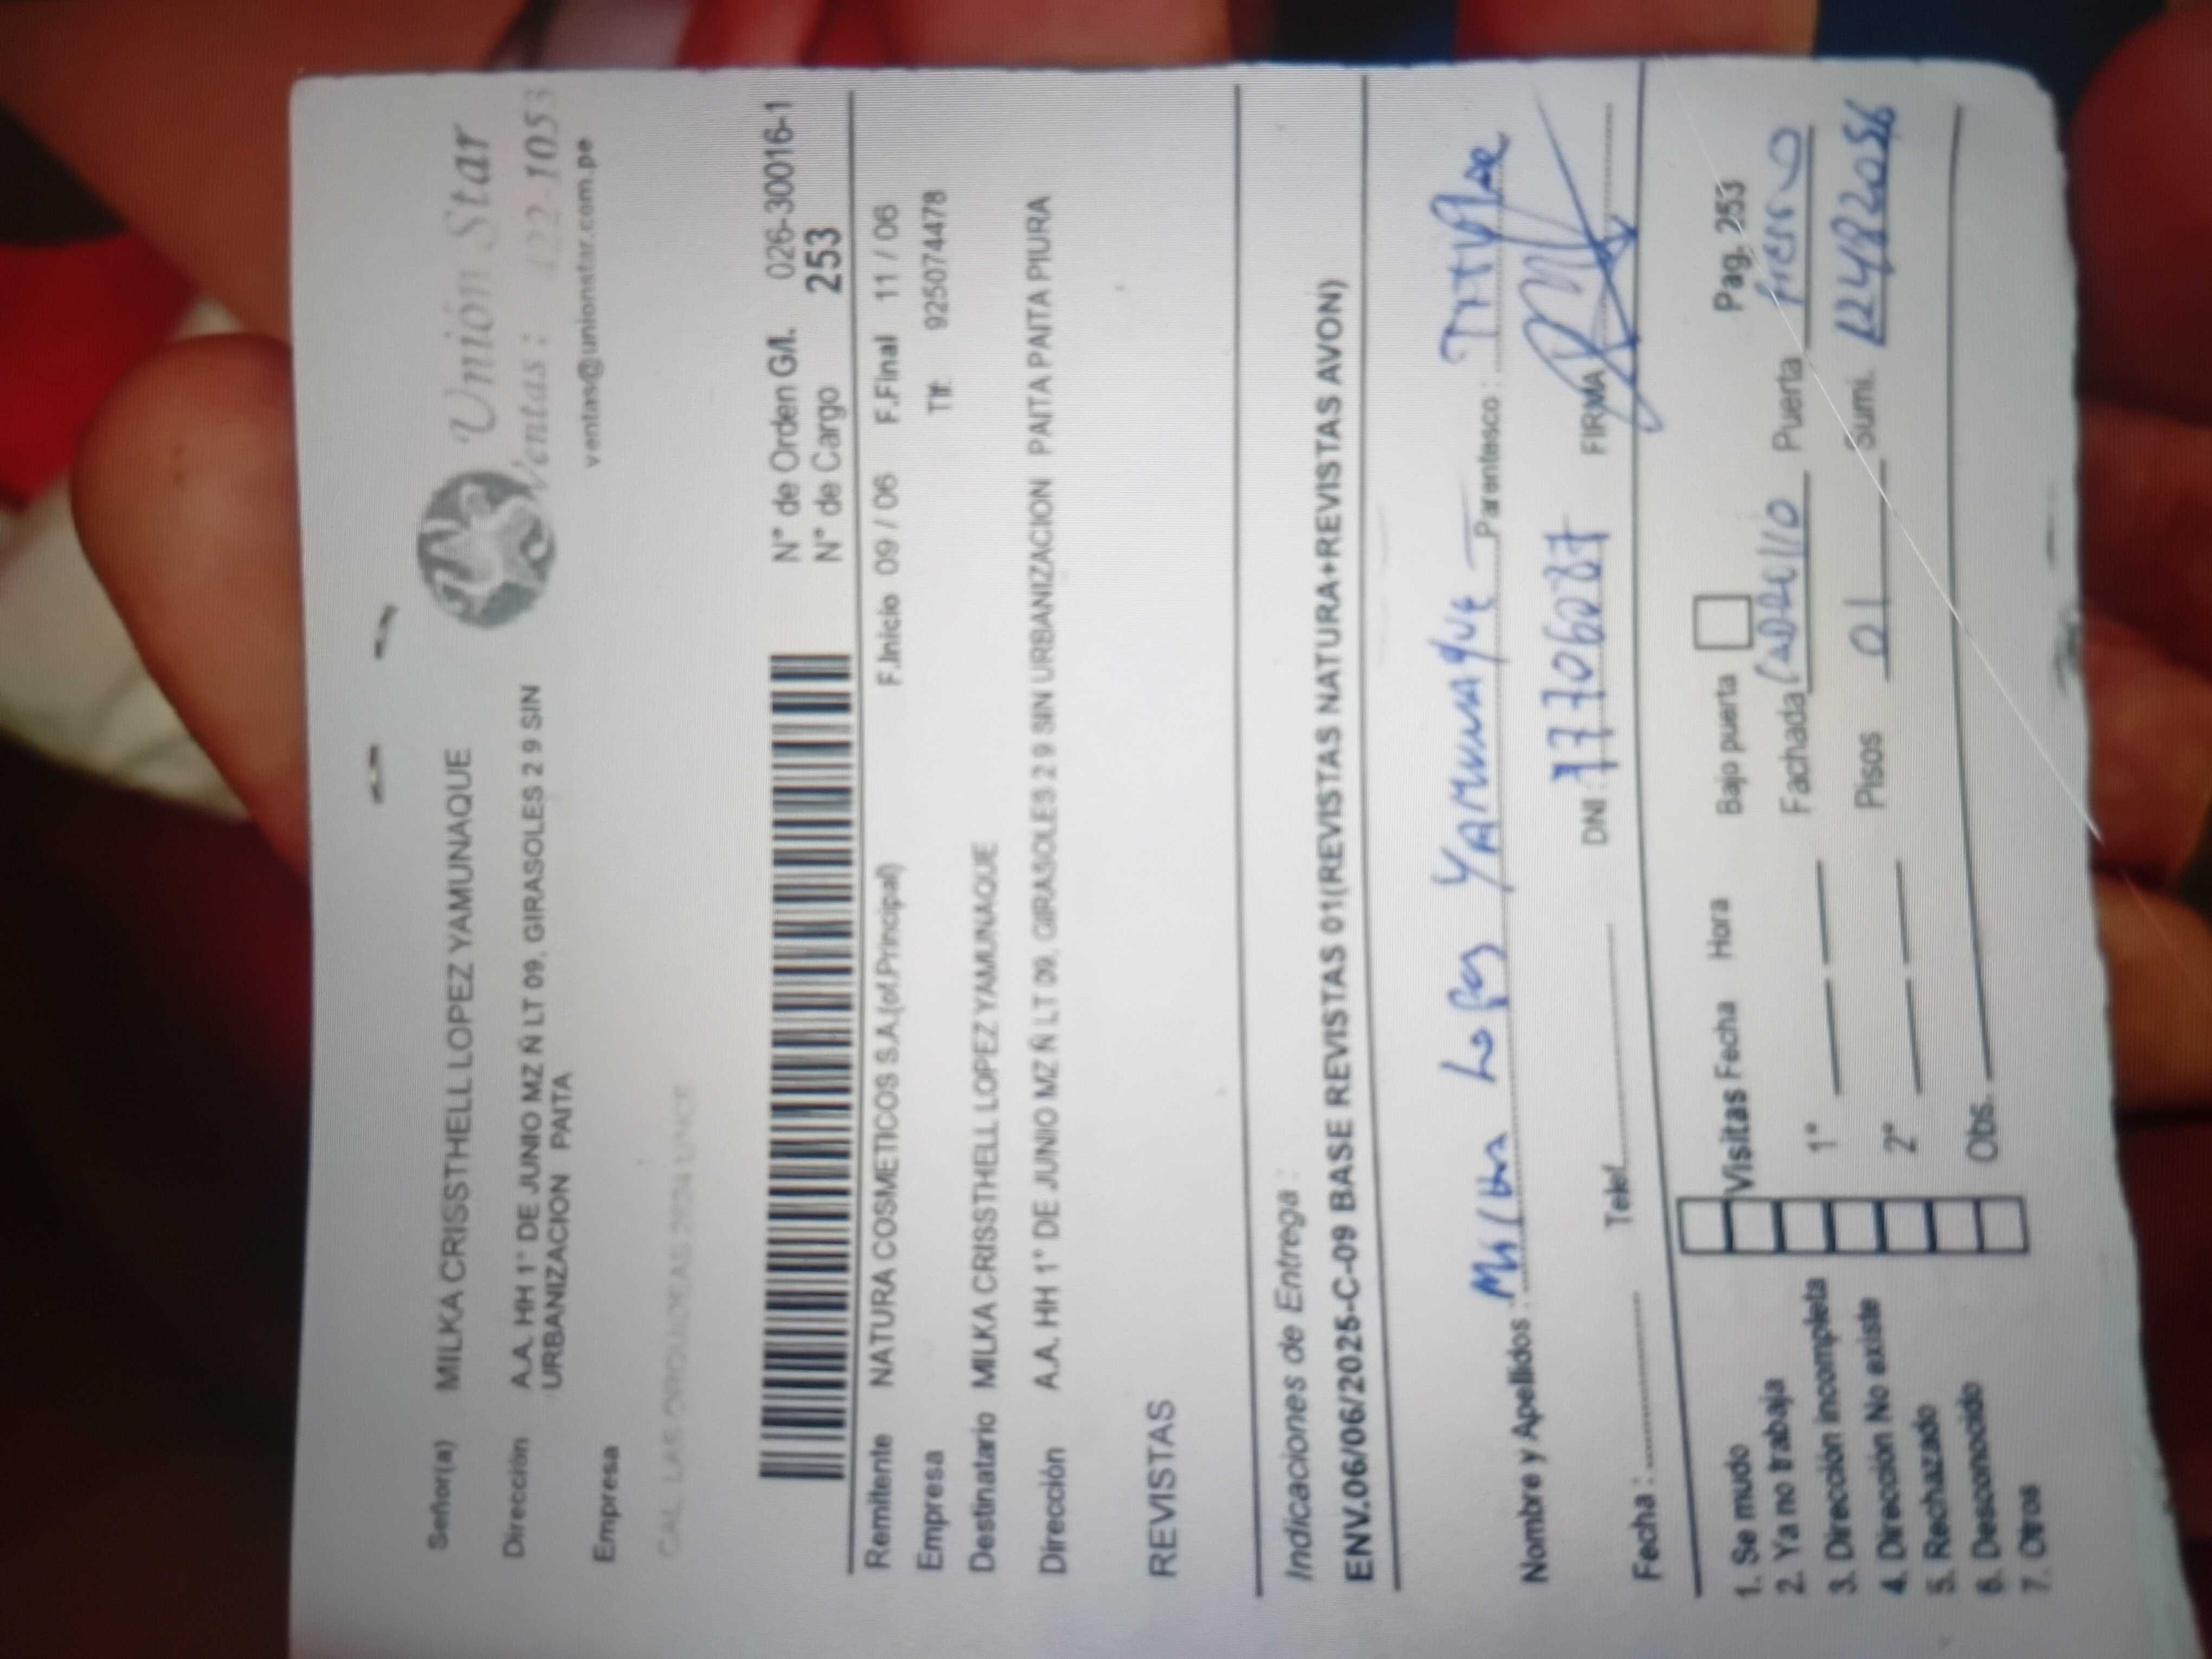 Unión Star
Ventas: 422-1053
ventas@unionstar.com.pe
Señor(a) MILKA CRISSTHELL LOPEZ YAMUNAQUE
Dirección A.A. HH 1° DE JUNIO MZ Ñ LT 09, GIRASOLES 2 9 SIN
URBANIZACION PAITA
Empresa
N° de Orden G/I. 026-30016-1
N° de Cargo 253
Remitente NATURA COSMETICOS S.A.(of.Principal) F.Inicio 09 / 06 F.Final 11 / 06
Empresa Tlf. 925074478
Destinatario MILKA CRISSTHELL LOPEZ YAMUNAQUE
Dirección A.A. HH 1° DE JUNIO MZ Ñ LT 09, GIRASOLES 2 9 SIN URBANIZACION PAITA PAITA PIURA
REVISTAS
Indicaciones de Entrega :
ENV.06/06/2025-C-09 BASE REVISTAS 01(REVISTAS NATURA+REVISTAS AVON)
Nombre y Apellidos : Milka Lopez YAMUNAQUE Parentesco : TITULAR
Fecha : Telef. DNI : 77706087 FIRMA
1. Se mudo Visitas Fecha Hora Bajo puerta Pag. 253
2. Ya no trabaja 1° Fachada LADRILLO Puerta fierro
3. Dirección incompleta
4. Dirección No existe 2° Pisos 01 Sumi. 12482056
5. Rechazado
6. Desconocido Obs.
7. Otros